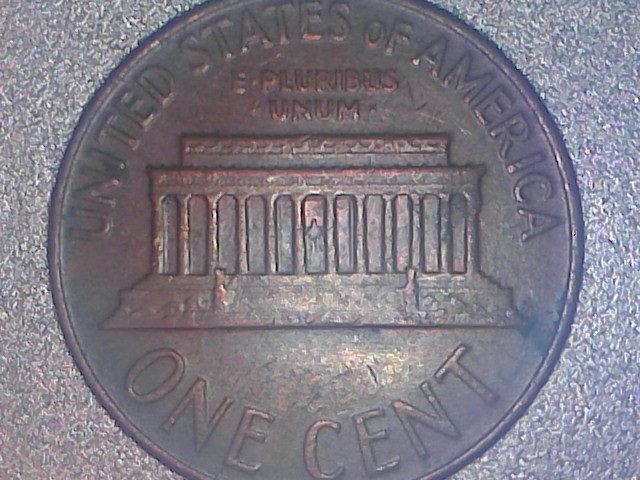 UNITED STATES OF AMERICA
E·PLURIBUS
UNUM
ONE CENT